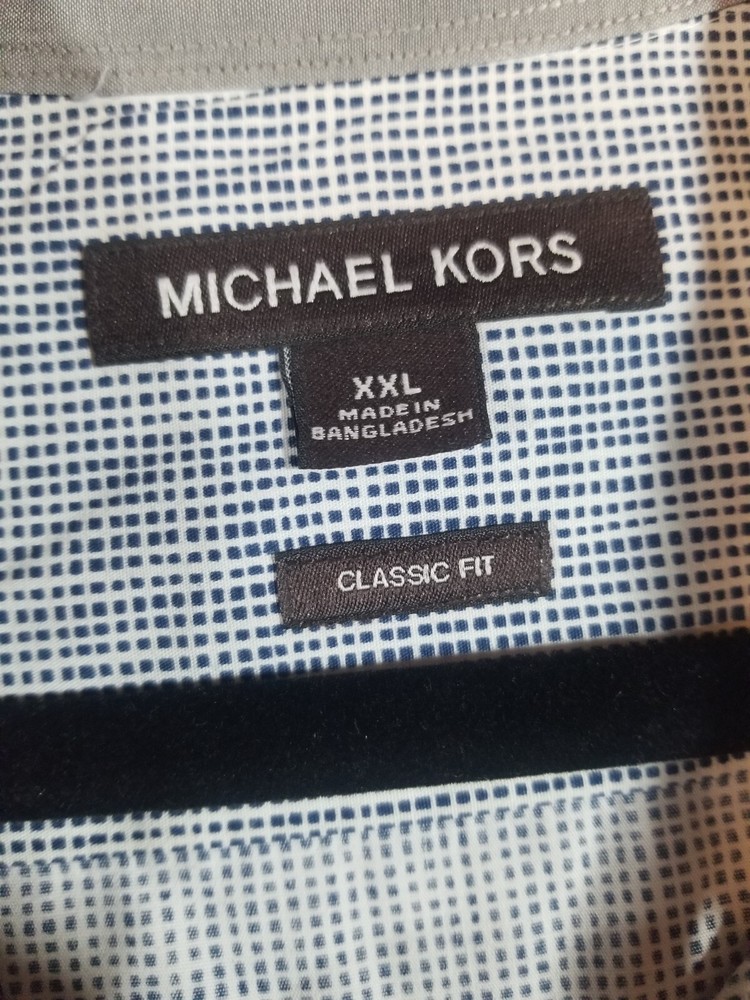 MICHAEL KORS
XXL
MADE IN
BANGLADESH
CLASSIC FIT